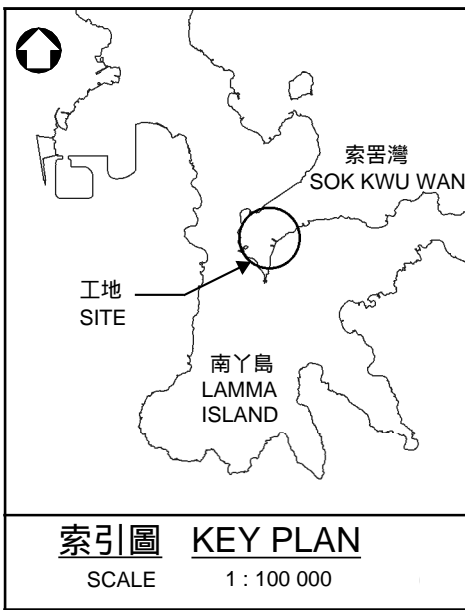 索罟灣
SOK KWU WAN
工地
SITE
南丫島
LAMMA
ISLAND
索引圖 KEY PLAN
SCALE 1 : 100 000